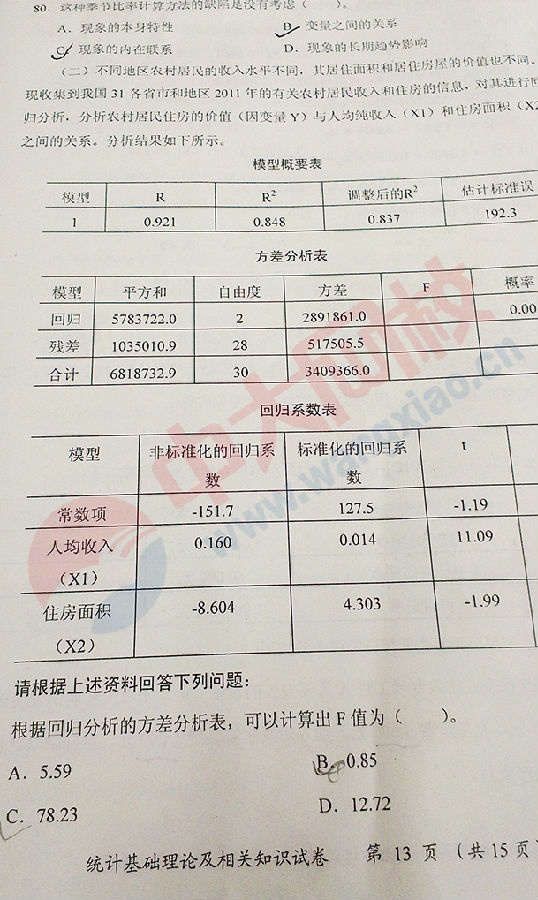 80. 这种季节比率计算方法的缺陷是没有考虑（　　）。
A．现象的本身特性　　B．变量之间的关系
C．现象的内在联系　　D．现象的长期趋势影响
（二）不同地区农村居民的收入水平不同，其居住面积和居住房屋的价值也不同。
现收集到我国 31 各省市和地区 2011 年的有关农村居民收入和住房的信息，对其进行
归分析，分析农村居民住房的价值（因变量 Y）与人均纯收入（X1）和住房面积（X2
之间的关系。分析结果如下所示。
模型概要表
模型　R　R²　调整后的R²　估计标准误
1　0.921　0.848　0.837　192.3
方差分析表
模型　平方和　自由度　方差　F　概率
回归　5783722.0　2　2891861.0　0.00
残差　1035010.9　28　517505.5
合计　6818732.9　30　3409366.0
回归系数表
模型　非标准化的回归系数　标准化的回归系数　t
常数项　-151.7　127.5　-1.19
人均收入（X1）　0.160　0.014　11.09
住房面积（X2）　-8.604　4.303　-1.99
请根据上述资料回答下列问题：
根据回归分析的方差分析表，可以计算出 F 值为（　　）。
A．5.59　　B．0.85
C．78.23　　D．12.72
统计基础理论及相关知识试卷　第 13 页（共 15 页）
中大网校
www.wangxiao.cn